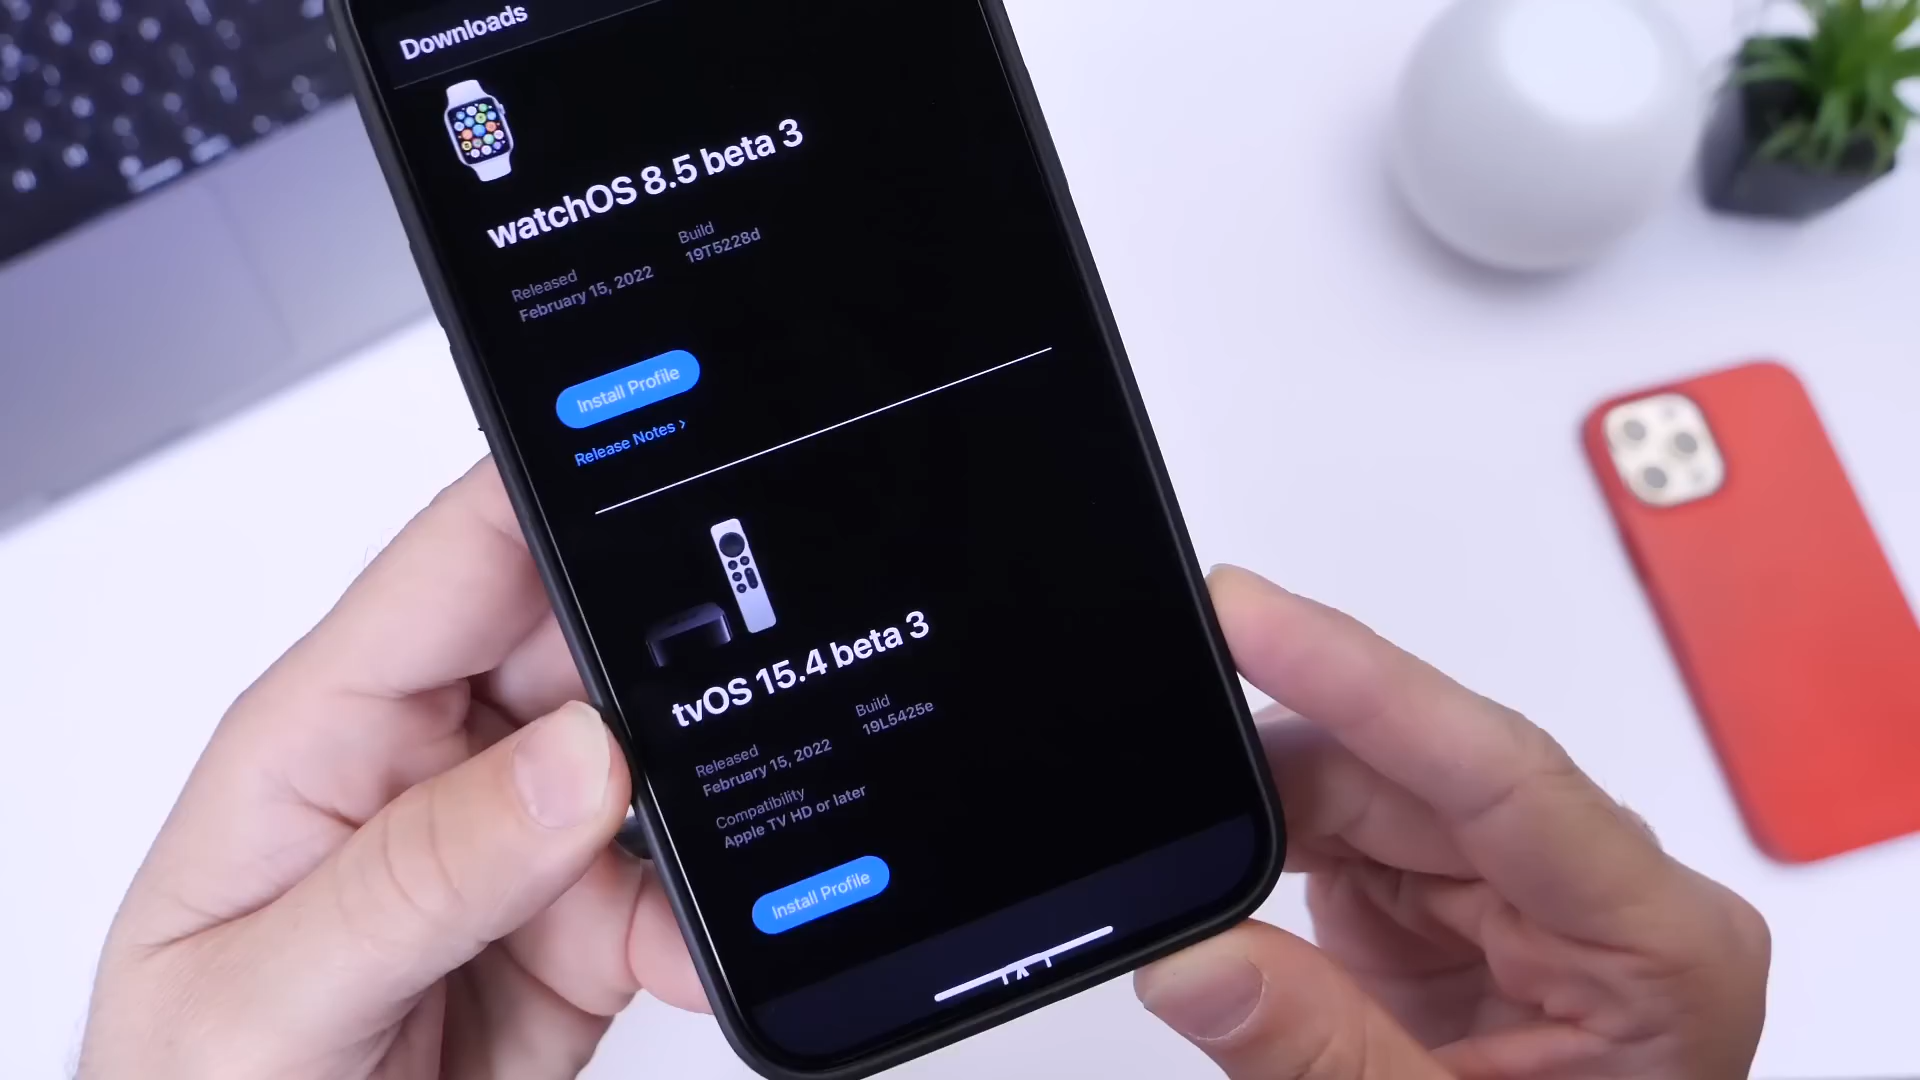 Downloads
watchOS 8.5 beta 3
Released
February 15, 2022
Build
19T5228d
Install Profile
Release Notes ›
tvOS 15.4 beta 3
Released
February 15, 2022
Build
19L5425e
Compatibility
Apple TV HD or later
Install Profile